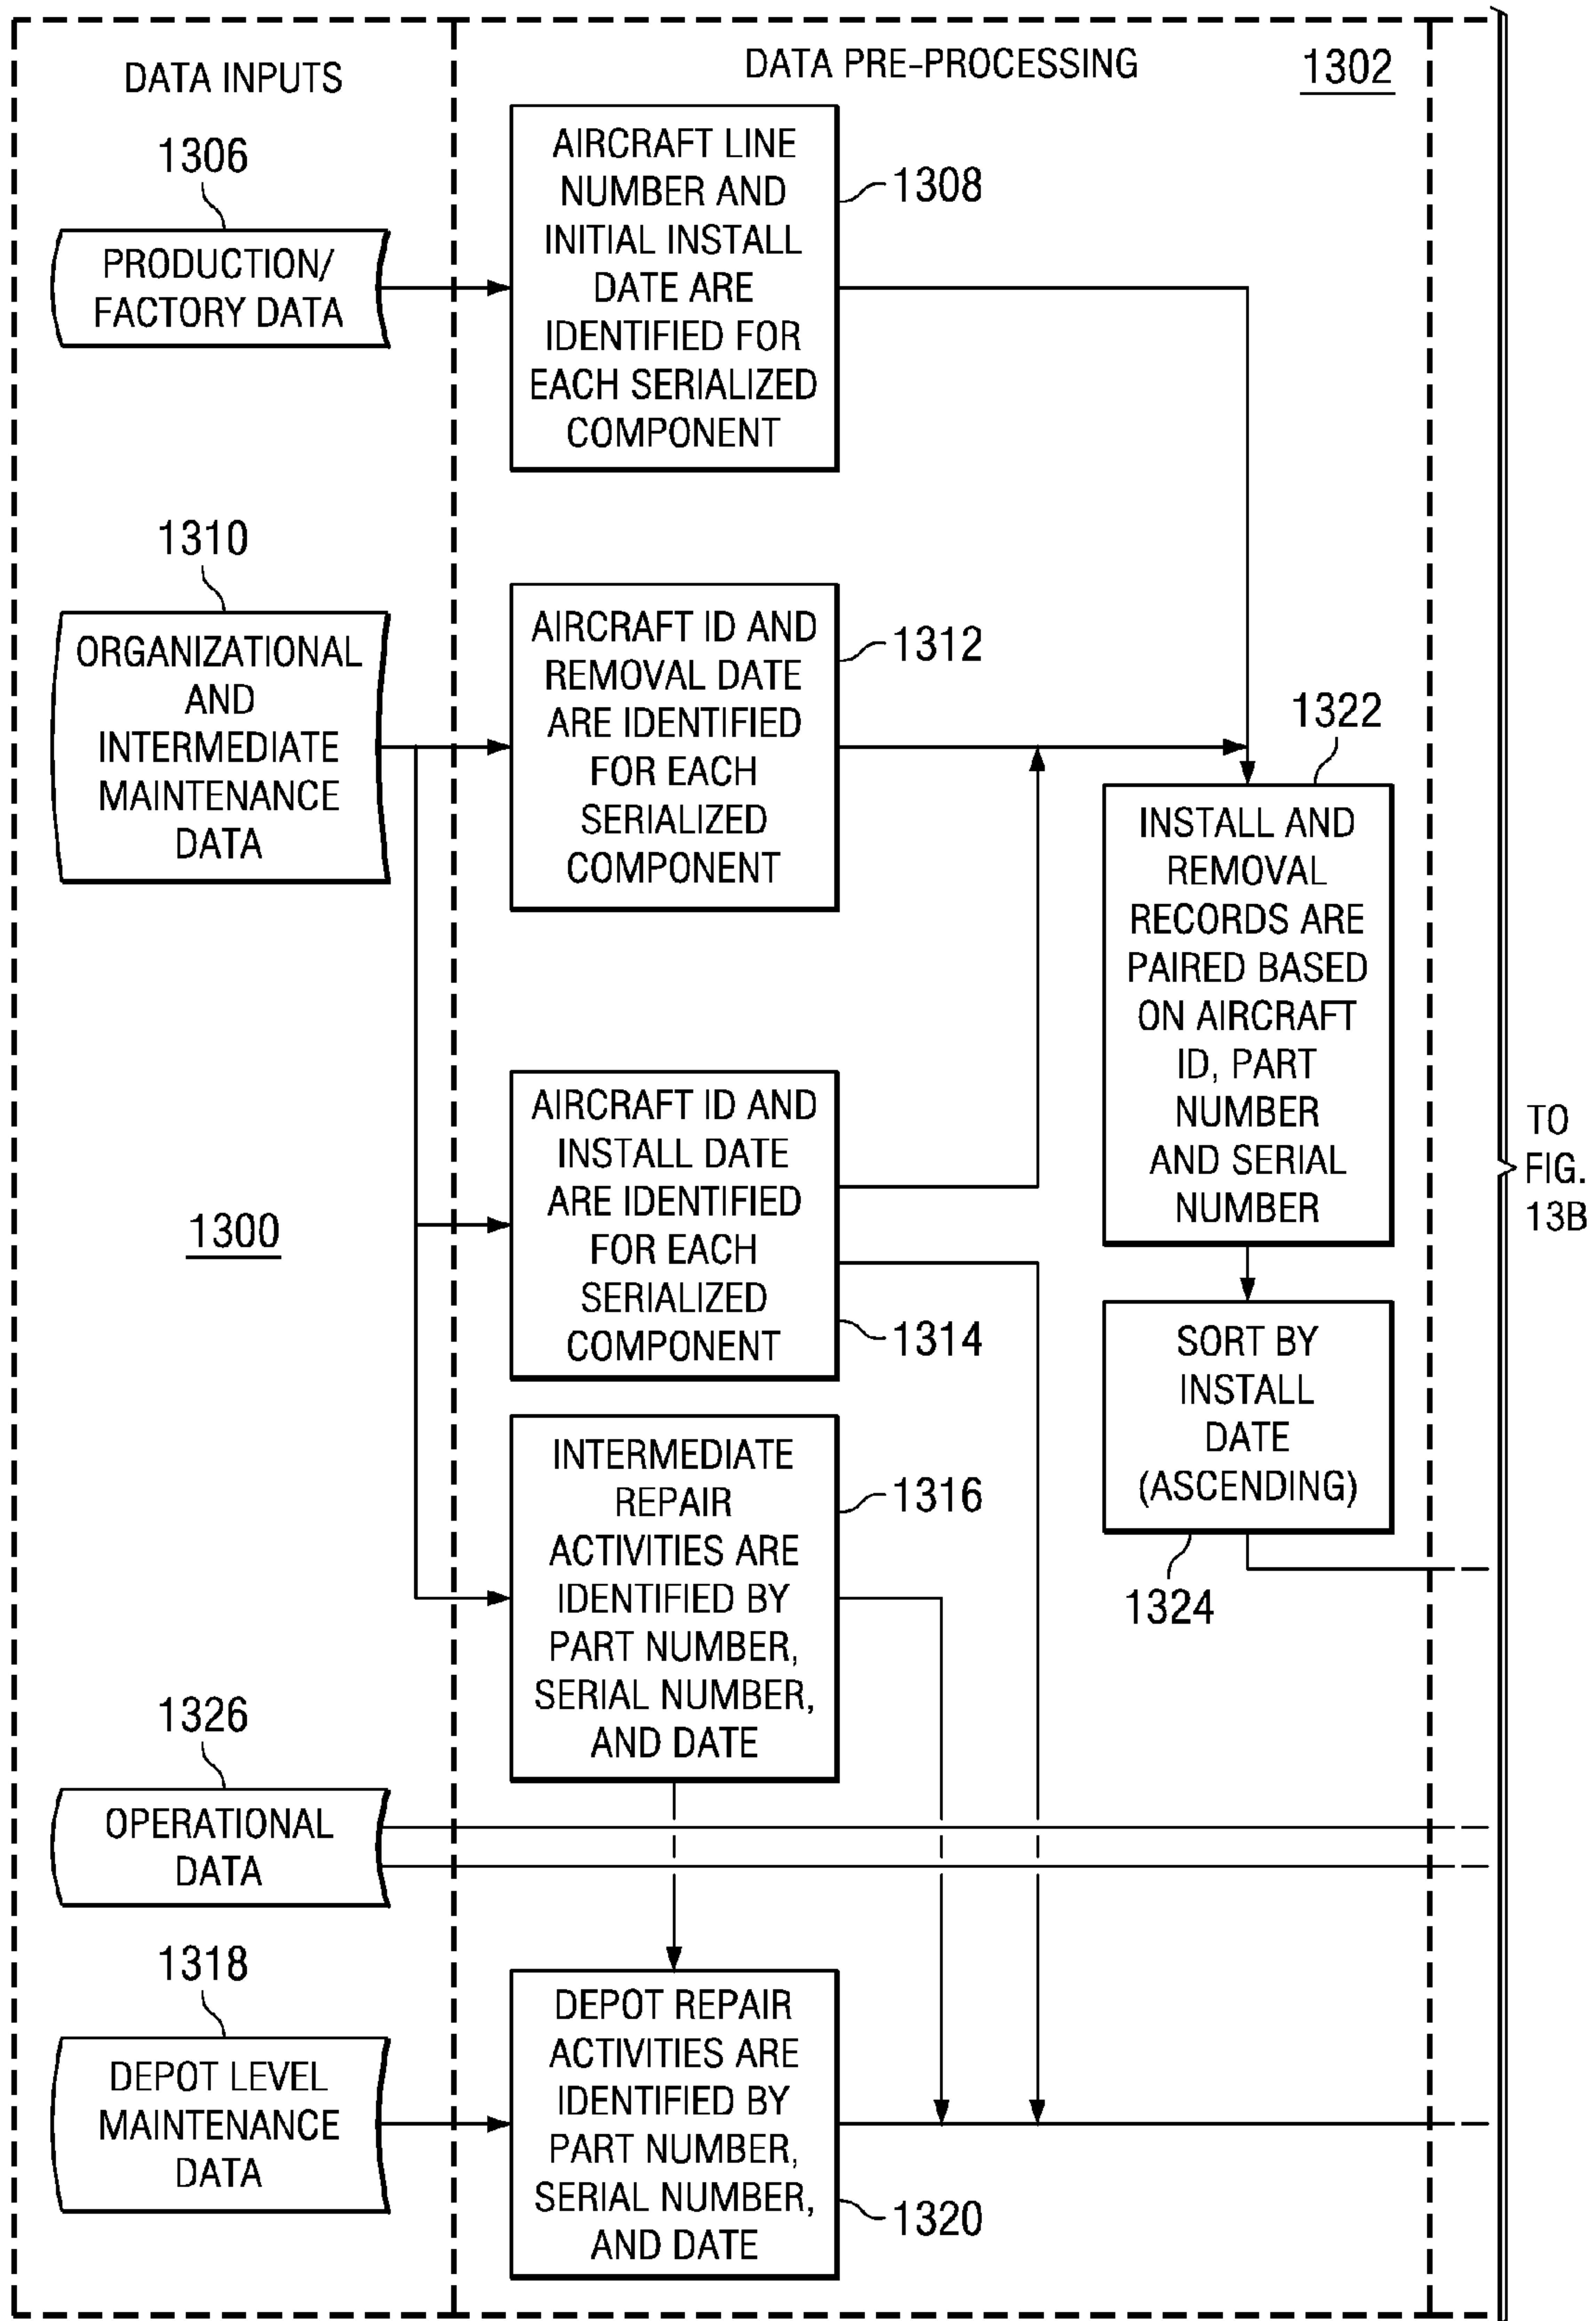 DATA INPUTS
DATA PRE-PROCESSING
1302
1306
PRODUCTION/
FACTORY DATA
AIRCRAFT LINE
NUMBER AND
INITIAL INSTALL
DATE ARE
IDENTIFIED FOR
EACH SERIALIZED
COMPONENT
1308
1310
ORGANIZATIONAL
AND
INTERMEDIATE
MAINTENANCE
DATA
AIRCRAFT ID AND
REMOVAL DATE
ARE IDENTIFIED
FOR EACH
SERIALIZED
COMPONENT
1312
1322
INSTALL AND
REMOVAL
RECORDS ARE
PAIRED BASED
ON AIRCRAFT
ID, PART
NUMBER
AND SERIAL
NUMBER
TO
FIG.
13B
1300
AIRCRAFT ID AND
INSTALL DATE
ARE IDENTIFIED
FOR EACH
SERIALIZED
COMPONENT
1314
SORT BY
INSTALL
DATE
(ASCENDING)
1324
INTERMEDIATE
REPAIR
ACTIVITIES ARE
IDENTIFIED BY
PART NUMBER,
SERIAL NUMBER,
AND DATE
1316
1326
OPERATIONAL
DATA
1318
DEPOT LEVEL
MAINTENANCE
DATA
DEPOT REPAIR
ACTIVITIES ARE
IDENTIFIED BY
PART NUMBER,
SERIAL NUMBER,
AND DATE
1320